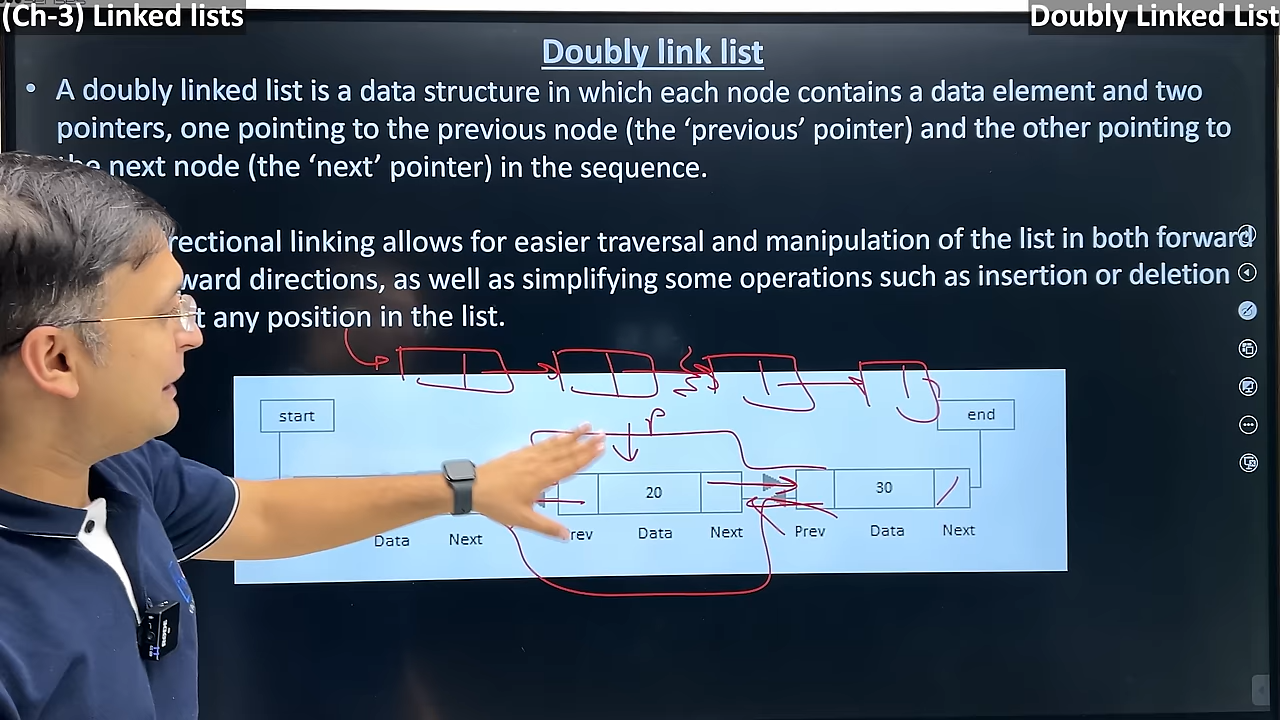 (Ch-3) Linked lists
Doubly Linked List
Doubly link list
• A doubly linked list is a data structure in which each node contains a data element and two
pointers, one pointing to the previous node (the ‘previous’ pointer) and the other pointing to
next node (the ‘next’ pointer) in the sequence.
linking allows for easier traversal and manipulation of the list in both forward
directions, as well as simplifying some operations such as insertion or deletion
any position in the list.
start
end
P
20
30
Data Next Data Next Prev Data Next